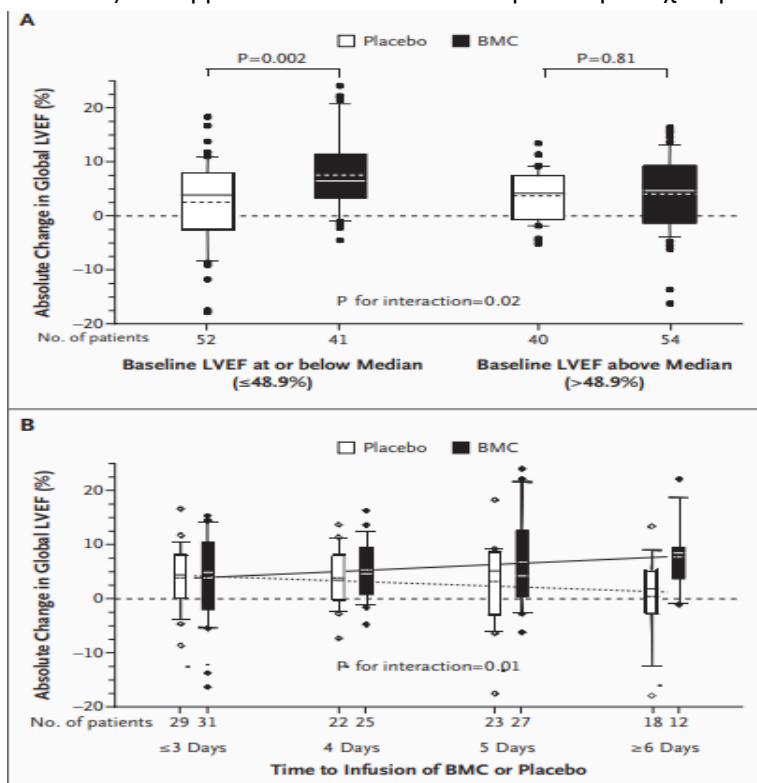 A
Placebo BMC
P=0.002 P=0.81
Absolute Change in Global LVEF (%)
20
10
0
−10
−20
P for interaction=0.02
No. of patients 52 41 40 54
Baseline LVEF at or below Median Baseline LVEF above Median
(≤48.9%) (>48.9%)
B
Placebo BMC
Absolute Change in Global LVEF (%)
20
10
0
−10
−20
P for interaction=0.01
No. of patients 29 31 22 25 23 27 18 12
≤3 Days 4 Days 5 Days ≥6 Days
Time to Infusion of BMC or Placebo